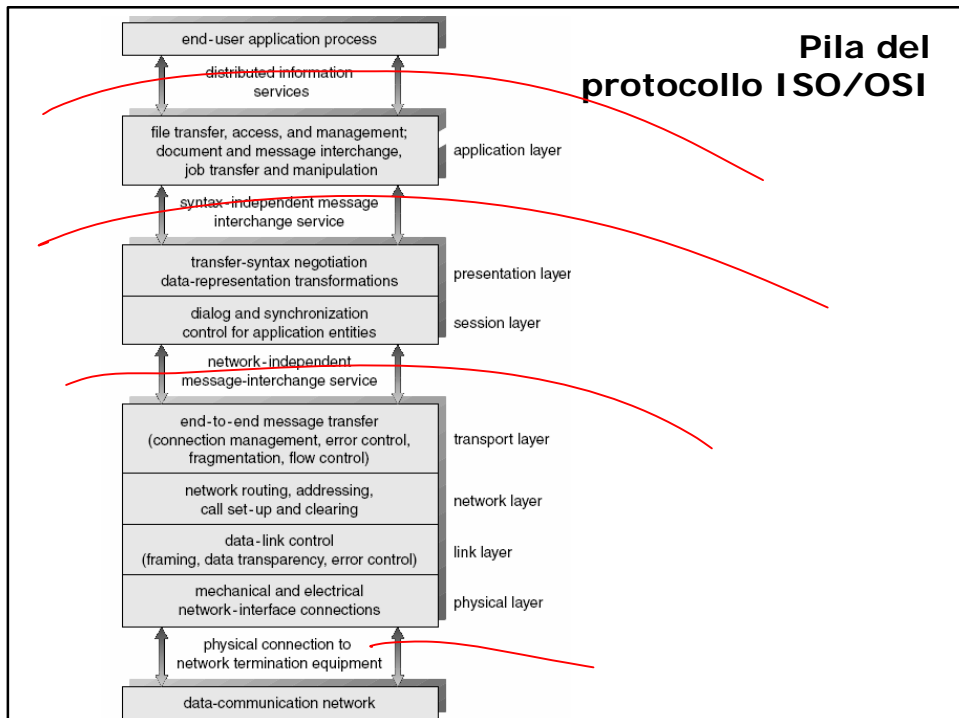 Pila del
protocollo ISO/OSI
end-user application process
distributed information
services
file transfer, access, and management;
document and message interchange,
job transfer and manipulation
application layer
syntax-independent message
interchange service
transfer-syntax negotiation
data-representation transformations
presentation layer
dialog and synchronization
control for application entities
session layer
network-independent
message-interchange service
end-to-end message transfer
(connection management, error control,
fragmentation, flow control)
transport layer
network routing, addressing,
call set-up and clearing
network layer
data-link control
(framing, data transparency, error control)
link layer
mechanical and electrical
network-interface connections
physical layer
physical connection to
network termination equipment
data-communication network